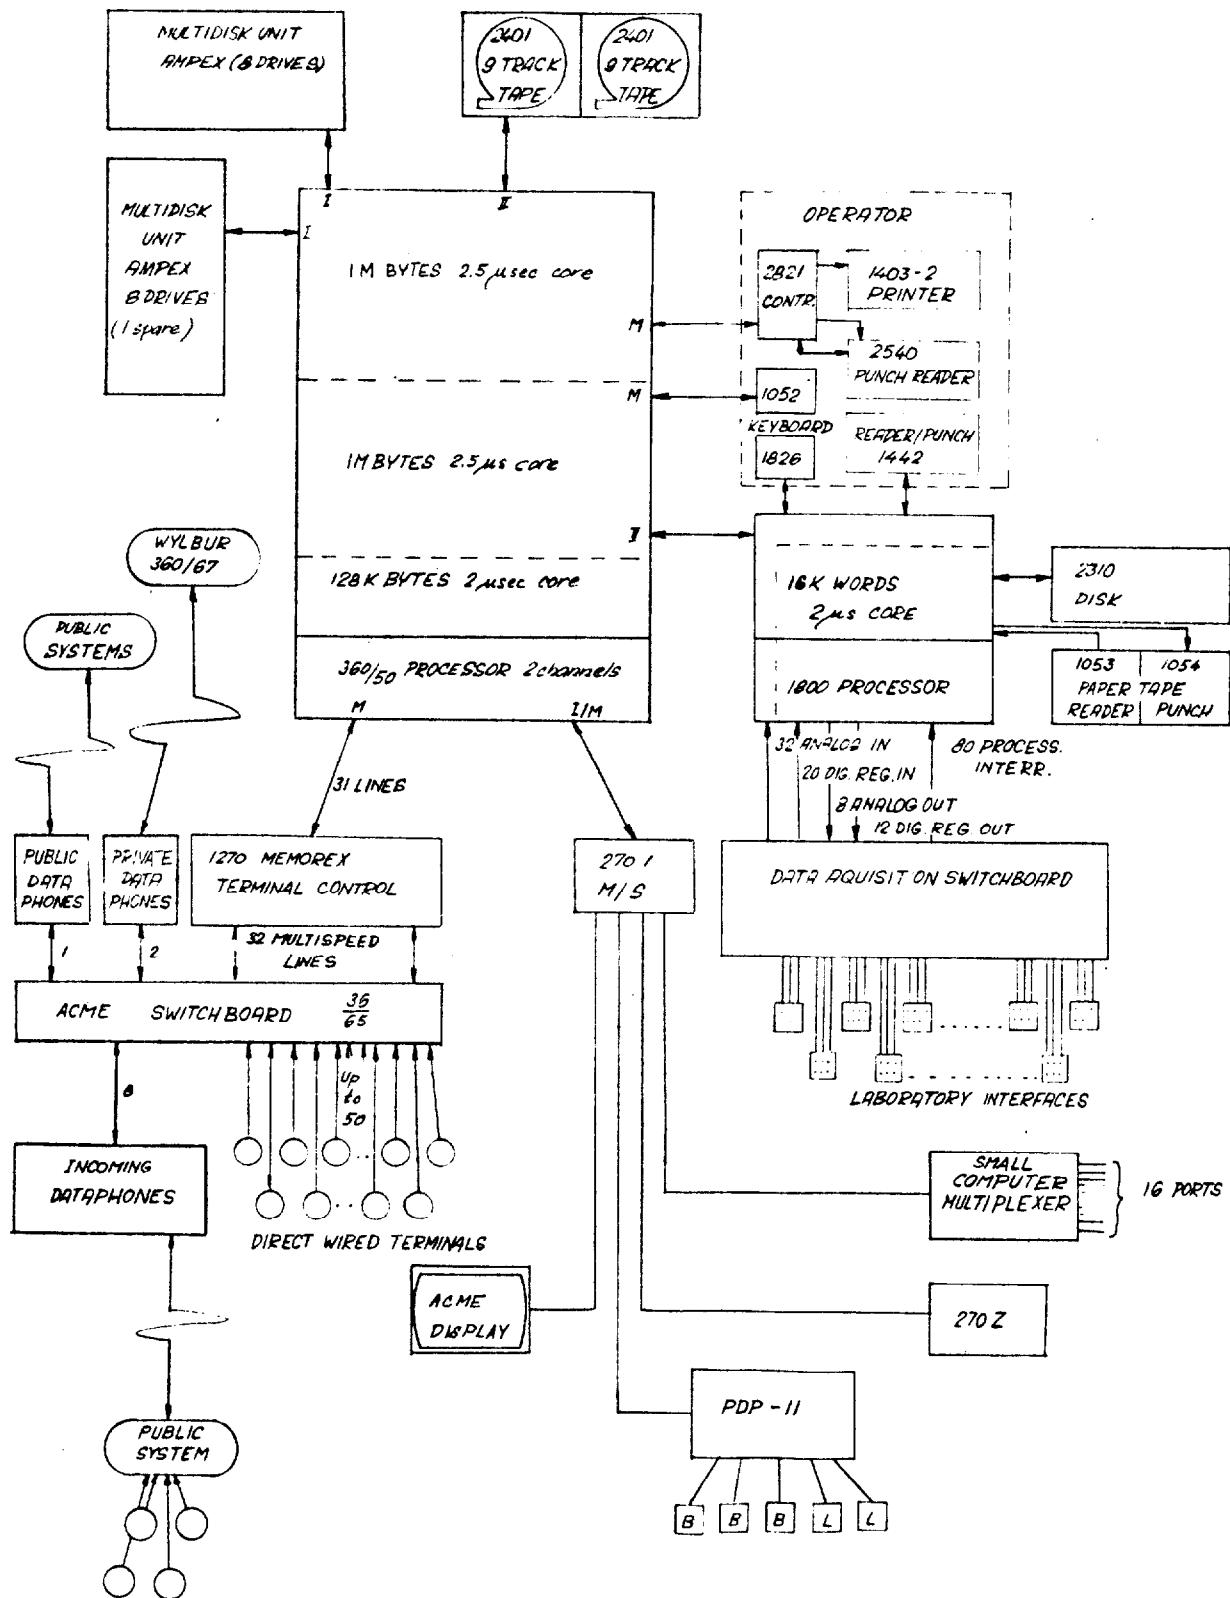 MULTIDISK UNIT
AMPEX (8 DRIVES)
2401
9 TRACK
TAPE
2401
9 TRACK
TAPE
MULTIDISK
UNIT
AMPEX
8 DRIVES
(1 spare)
I
II
I
1M BYTES 2.5 µsec core
M
M
1M BYTES 2.5 µs core
II
128K BYTES 2 µsec core
360/50 PROCESSOR 2 channels
M
I/M
OPERATOR
2821
CONTR.
1403-2
PRINTER
2540
PUNCH READER
1052
KEYBOARD
1826
READER/PUNCH
1442
16K WORDS
2 µs CORE
1800 PROCESSOR
2310
DISK
1053
1054
PAPER TAPE
READER
PUNCH
WYLBUR
360/67
PUBLIC
SYSTEMS
31 LINES
32 ANALOG IN
20 DIG. REG. IN
8 ANALOG OUT
12 DIG. REG. OUT
80 PROCESS.
INTERR.
PUBLIC
DATA
PHONES
PRIVATE
DATA
PHONES
1270 MEMOREX
TERMINAL CONTROL
2701
M/S
DATA AQUISITON SWITCHBOARD
1
2
32 MULTISPEED
LINES
ACME SWITCHBOARD 36/65
8
Up
to
50
LABORATORY INTERFACES
INCOMING
DATAPHONES
DIRECT WIRED TERMINALS
SMALL
COMPUTER
MULTIPLEXER
16 PORTS
ACME
DISPLAY
270Z
PDP-11
PUBLIC
SYSTEM
B
B
B
L
L